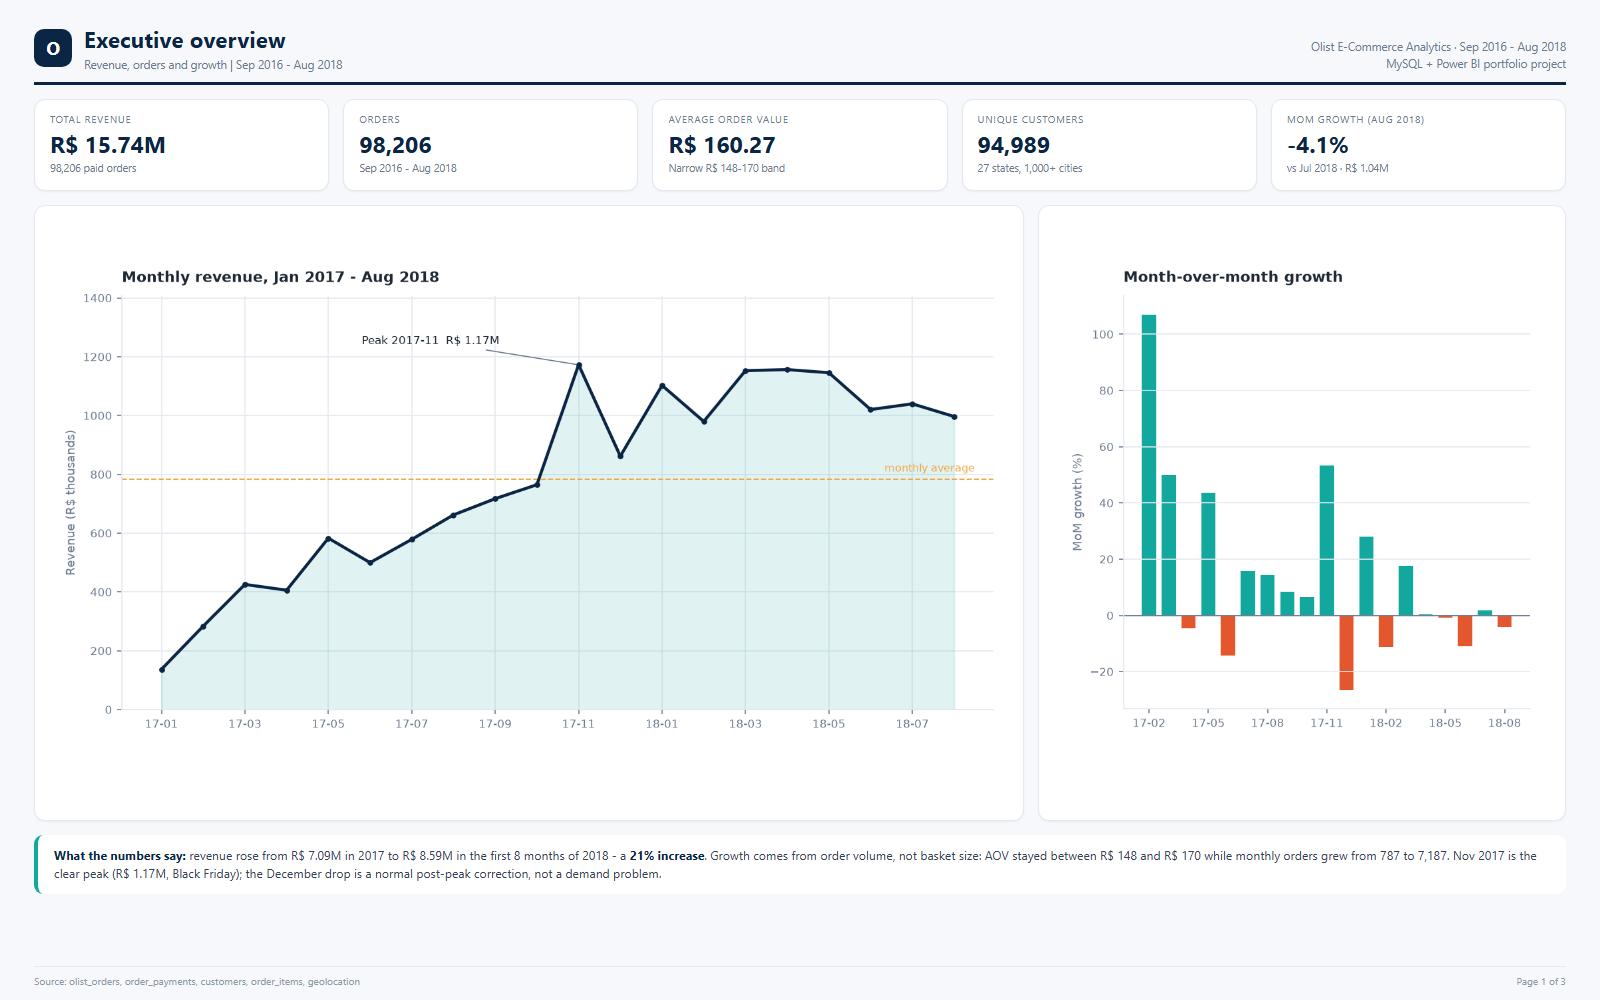 O
Executive overview
Revenue, orders and growth | Sep 2016 - Aug 2018
Olist E-Commerce Analytics · Sep 2016 - Aug 2018
MySQL + Power BI portfolio project
TOTAL REVENUE
R$ 15.74M
98,206 paid orders
ORDERS
98,206
Sep 2016 - Aug 2018
AVERAGE ORDER VALUE
R$ 160.27
Narrow R$ 148-170 band
UNIQUE CUSTOMERS
94,989
27 states, 1,000+ cities
MOM GROWTH (AUG 2018)
-4.1%
vs Jul 2018 · R$ 1.04M
Monthly revenue, Jan 2017 - Aug 2018
Revenue (R$ thousands)
1400
1200
1000
800
600
400
200
0
Peak 2017-11 R$ 1.17M
monthly average
17-01 17-03 17-05 17-07 17-09 17-11 18-01 18-03 18-05 18-07
Month-over-month growth
MoM growth (%)
100
80
60
40
20
0
−20
17-02 17-05 17-08 17-11 18-02 18-05 18-08
What the numbers say: revenue rose from R$ 7.09M in 2017 to R$ 8.59M in the first 8 months of 2018 - a 21% increase. Growth comes from order volume, not basket size: AOV stayed between R$ 148 and R$ 170 while monthly orders grew from 787 to 7,187. Nov 2017 is the
clear peak (R$ 1.17M, Black Friday); the December drop is a normal post-peak correction, not a demand problem.
Source: olist_orders, order_payments, customers, order_items, geolocation
Page 1 of 3